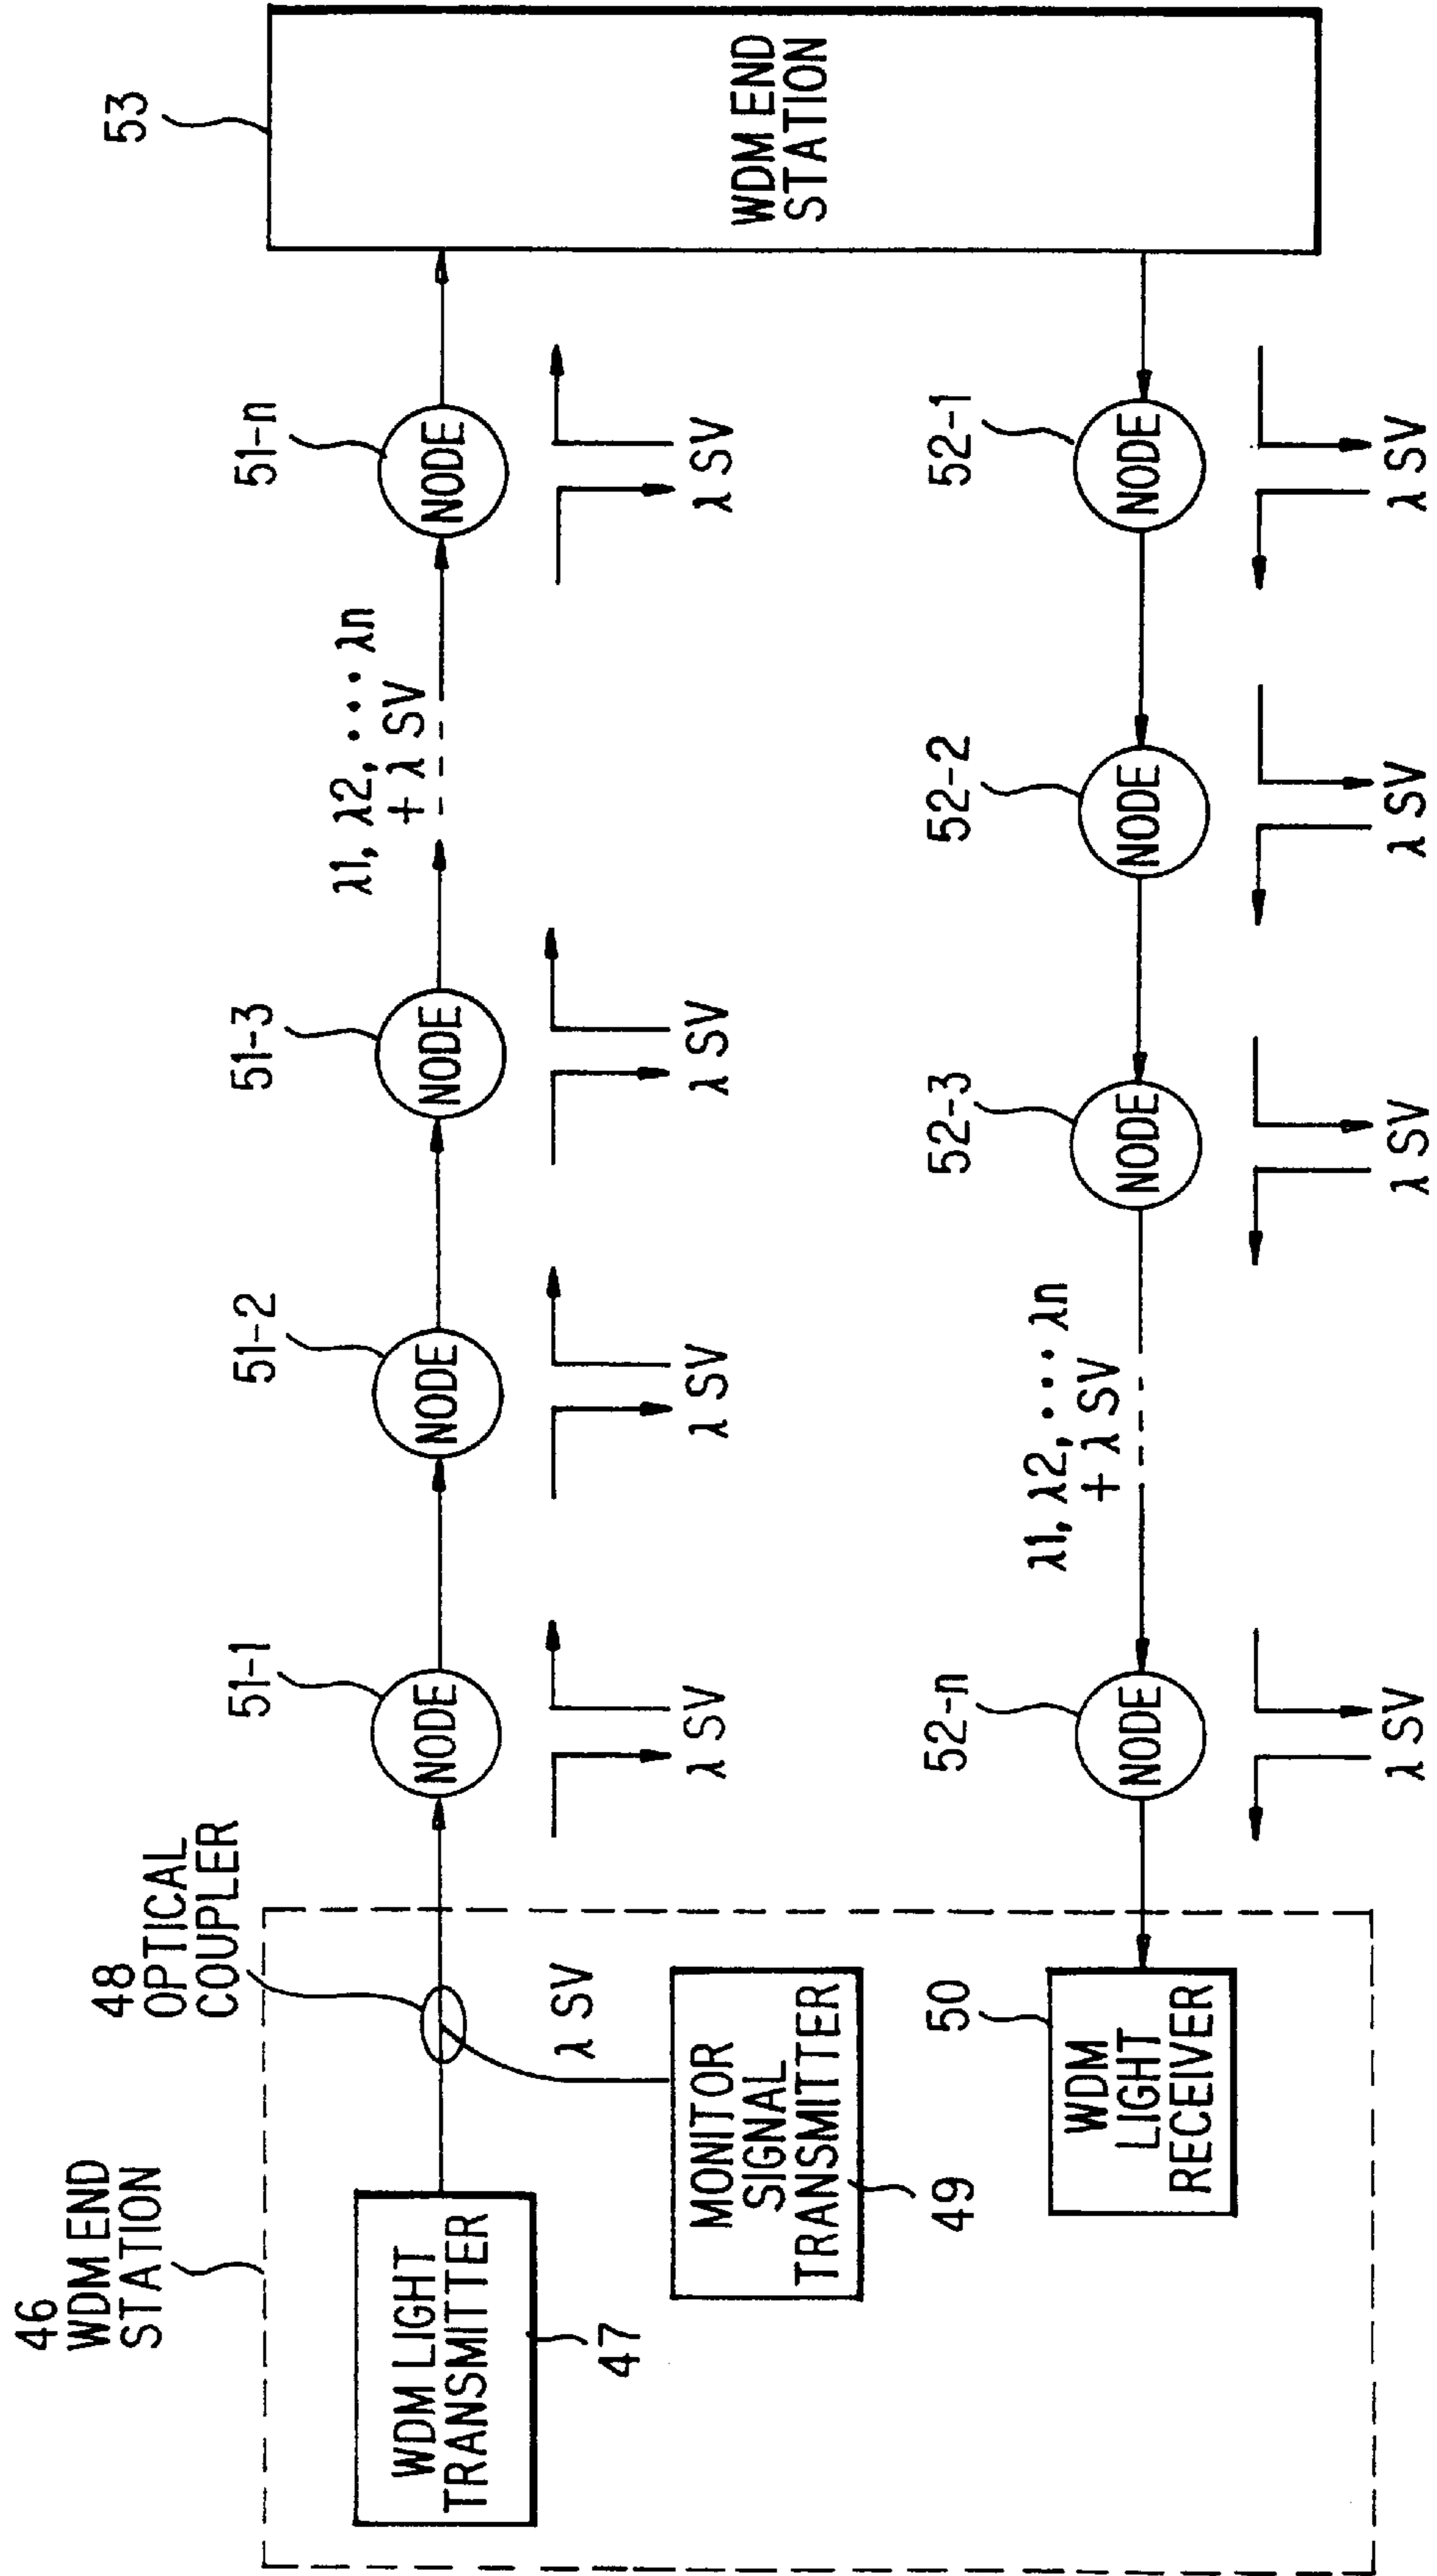 46
WDM END
STATION
48
OPTICAL
COUPLER
51-1
51-2
51-3
51-n
53
WDM LIGHT
TRANSMITTER
47
NODE
NODE
NODE
λ1, λ2, ··· λn
+ λ SV
NODE
λ SV
λ SV
λ SV
λ SV
λ SV
MONITOR
SIGNAL
TRANSMITTER
49
WDM END
STATION
50
WDM
LIGHT
RECEIVER
52-n
52-3
52-2
52-1
NODE
λ1, λ2, ··· λn
+ λ SV
NODE
NODE
NODE
λ SV
λ SV
λ SV
λ SV